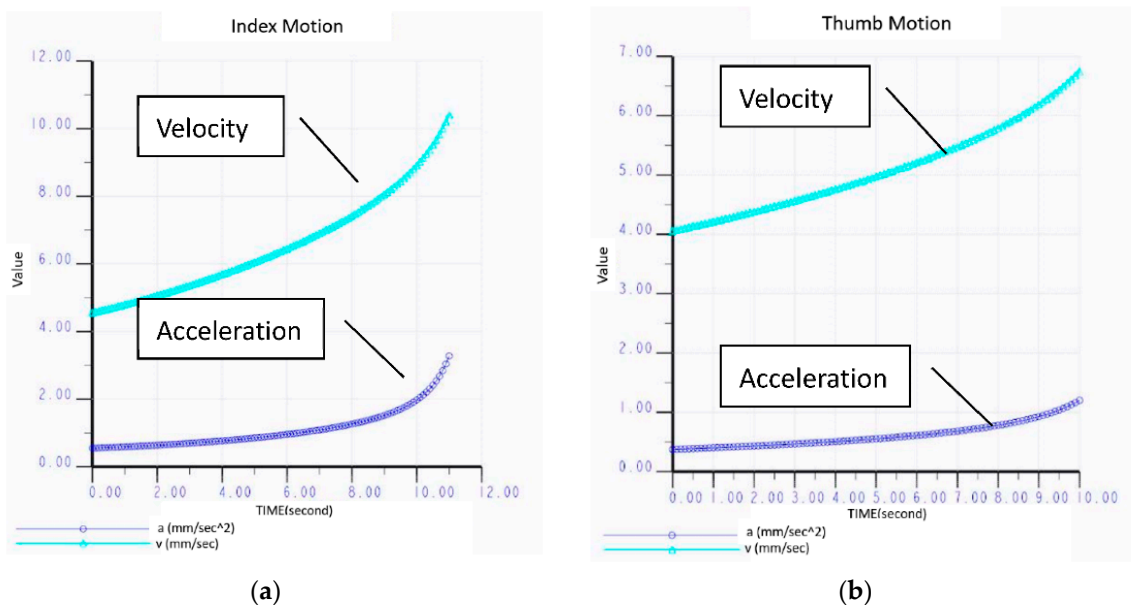 Index Motion
12.00
10.00
8.00
6.00
4.00
2.00
0.00
Value
Velocity
Acceleration
0.00 2.00 4.00 6.00 8.00 10.00 12.00
TIME(second)
a (mm/sec^2)
v (mm/sec)
(a)
Thumb Motion
7.00
6.00
5.00
4.00
3.00
2.00
1.00
0.00
Value
Velocity
Acceleration
0.00 1.00 2.00 3.00 4.00 5.00 6.00 7.00 8.00 9.00 10.00
TIME(second)
a (mm/sec^2)
v (mm/sec)
(b)